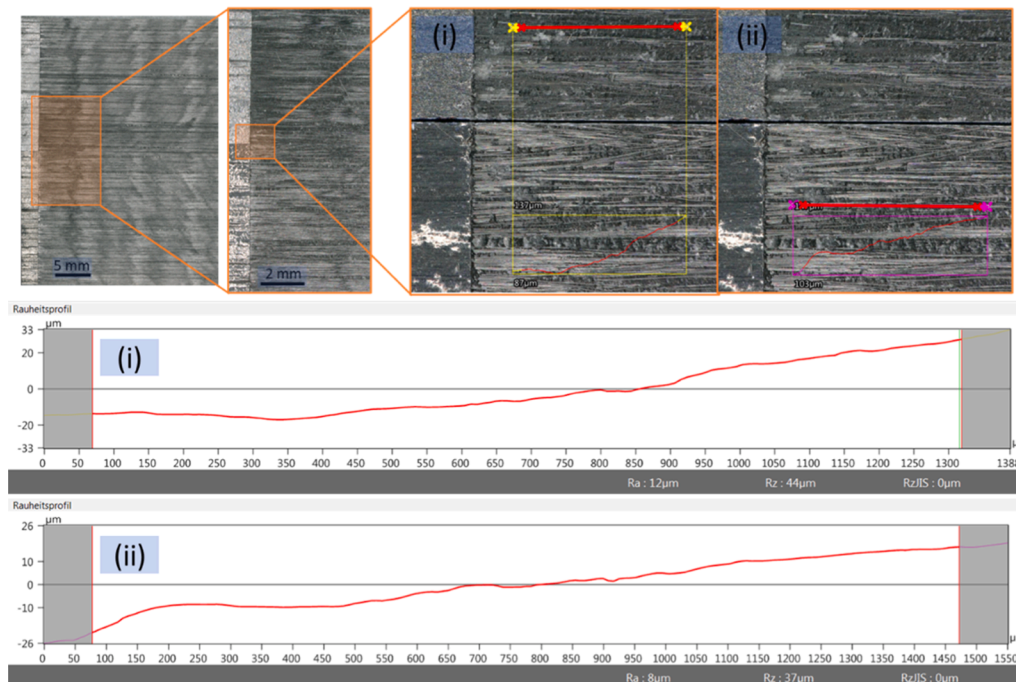 (i)
(ii)
5 mm
2 mm
137µm
87µm
103µm
Rauheitsprofil
µm
(i)
33
20
0
-20
-33
0 50 100 150 200 250 300 350 400 450 500 550 600 650 700 750 800 850 900 950 1000 1050 1100 1150 1200 1250 1300 1388
Ra : 12µm Rz : 44µm RzJIS : 0µm
Rauheitsprofil
µm
(ii)
26
10
0
-10
-26
0 50 100 150 200 250 300 350 400 450 500 550 600 650 700 750 800 850 900 950 1000 1050 1100 1150 1200 1250 1300 1350 1400 1450 1500 1550
Ra : 8µm Rz : 37µm RzJIS : 0µm